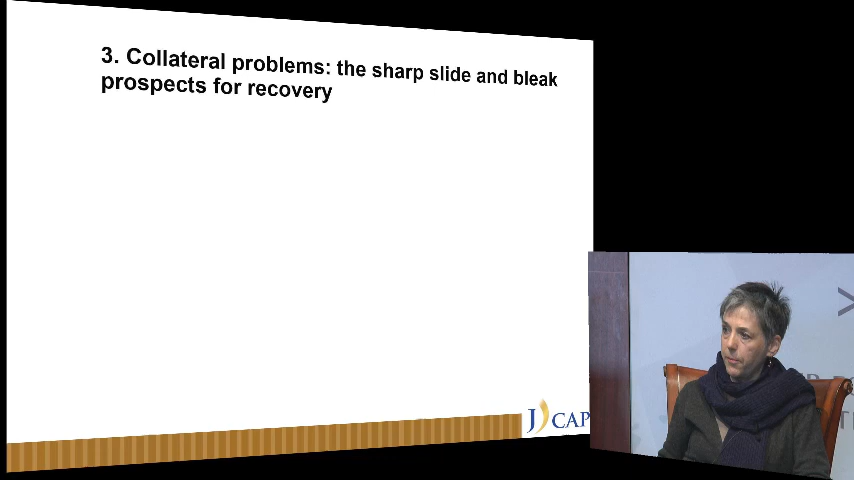 3. Collateral problems: the sharp slide and bleak
prospects for recovery
J CAP